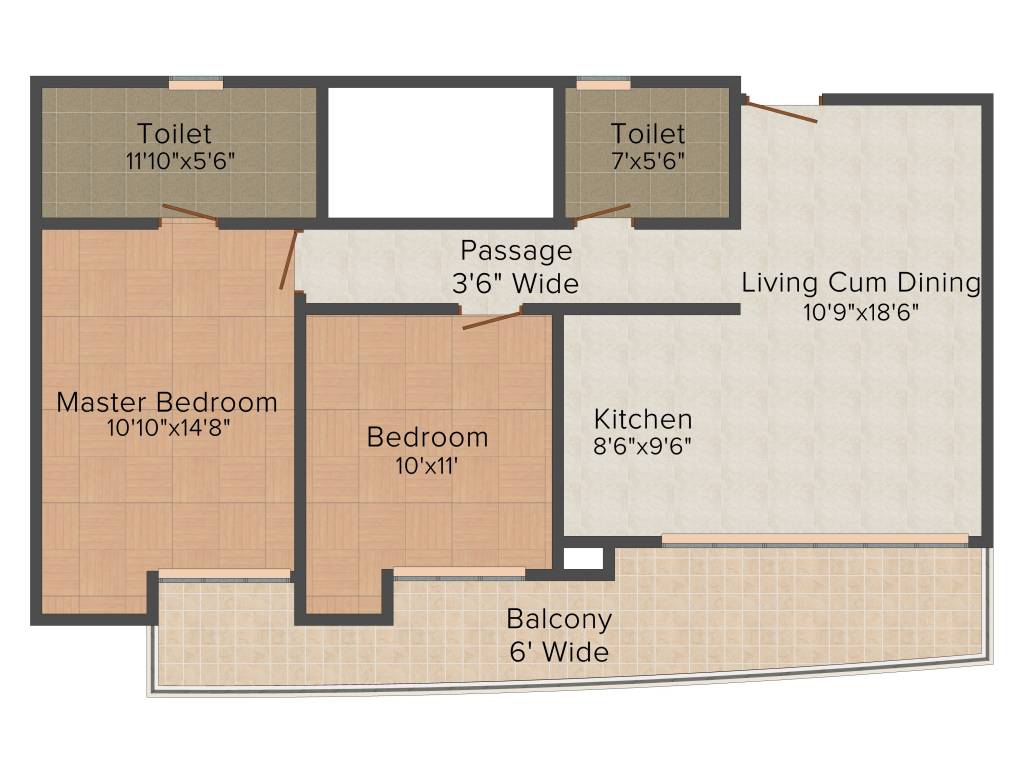 Toilet
11'10"x5'6"
Toilet
7'x5'6"
Passage
3'6" Wide
Living Cum Dining
10'9"x18'6"
Master Bedroom
10'10"x14'8"
Bedroom
10'x11'
Kitchen
8'6"x9'6"
Balcony
6' Wide